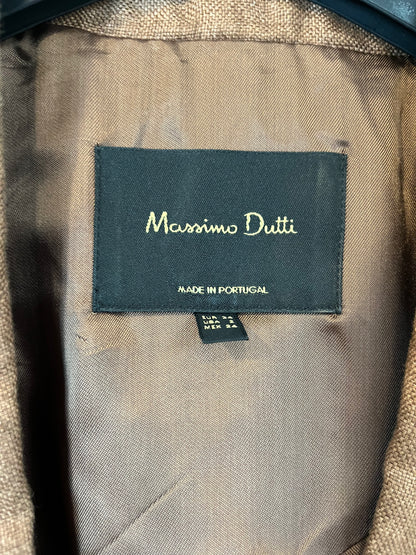 Massimo Dutti
MADE IN PORTUGAL
EUR 34
USA 2
MEX 24